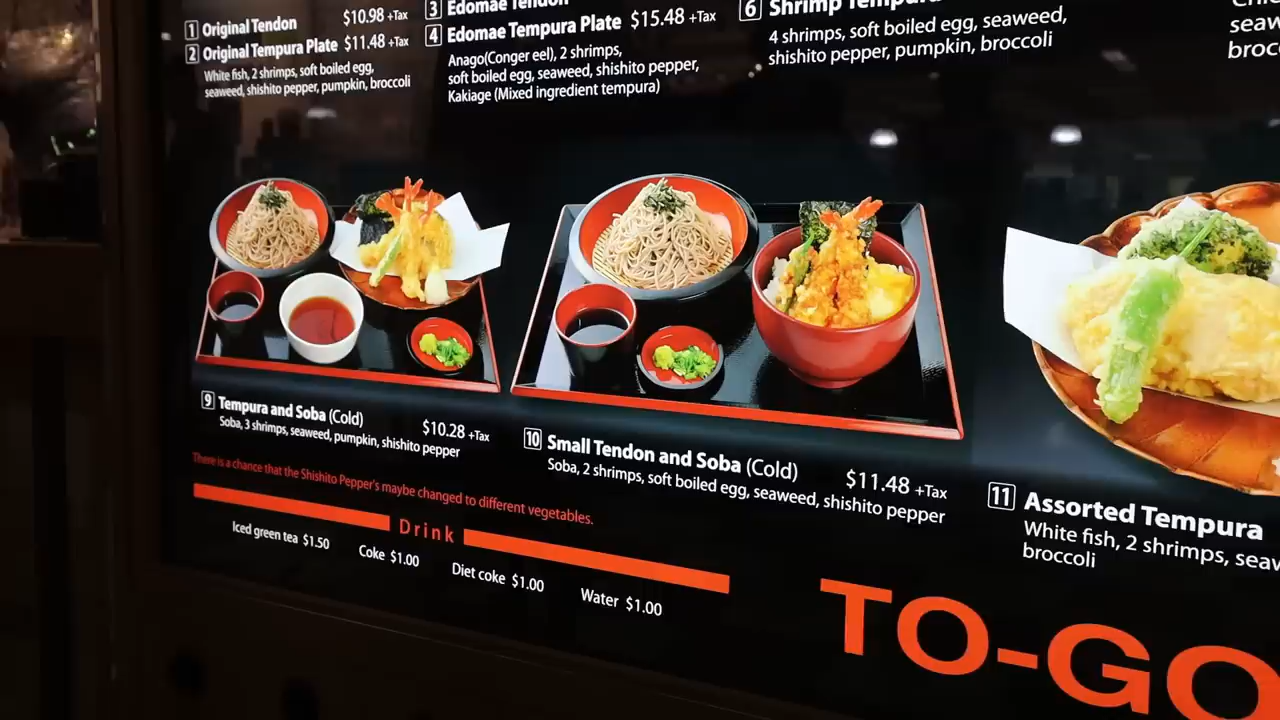 1 Original Tendon $10.98 +Tax
2 Original Tempura Plate $11.48 +Tax
White fish, 2 shrimps, soft boiled egg,
seaweed, shishito pepper, pumpkin, broccoli
3 Edomae Tendon
4 Edomae Tempura Plate $15.48 +Tax
Anago(Conger eel), 2 shrimps,
soft boiled egg, seaweed, shishito pepper,
Kakiage (Mixed ingredient tempura)
6 Shrimp
4 shrimps, soft boiled egg, seaweed,
shishito pepper, pumpkin, broccoli
9 Tempura and Soba (Cold) $10.28 +Tax
Soba, 3 shrimps, seaweed, pumpkin, shishito pepper
10 Small Tendon and Soba (Cold) $11.48 +Tax
Soba, 2 shrimps, soft boiled egg, seaweed, shishito pepper
11 Assorted Tempura
White fish, 2 shrimps,
broccoli
There is a chance that the Shishito Pepper's maybe changed to different vegetables.
Drink
Iced green tea $1.50 Coke $1.00 Diet coke $1.00 Water $1.00
TO-GO